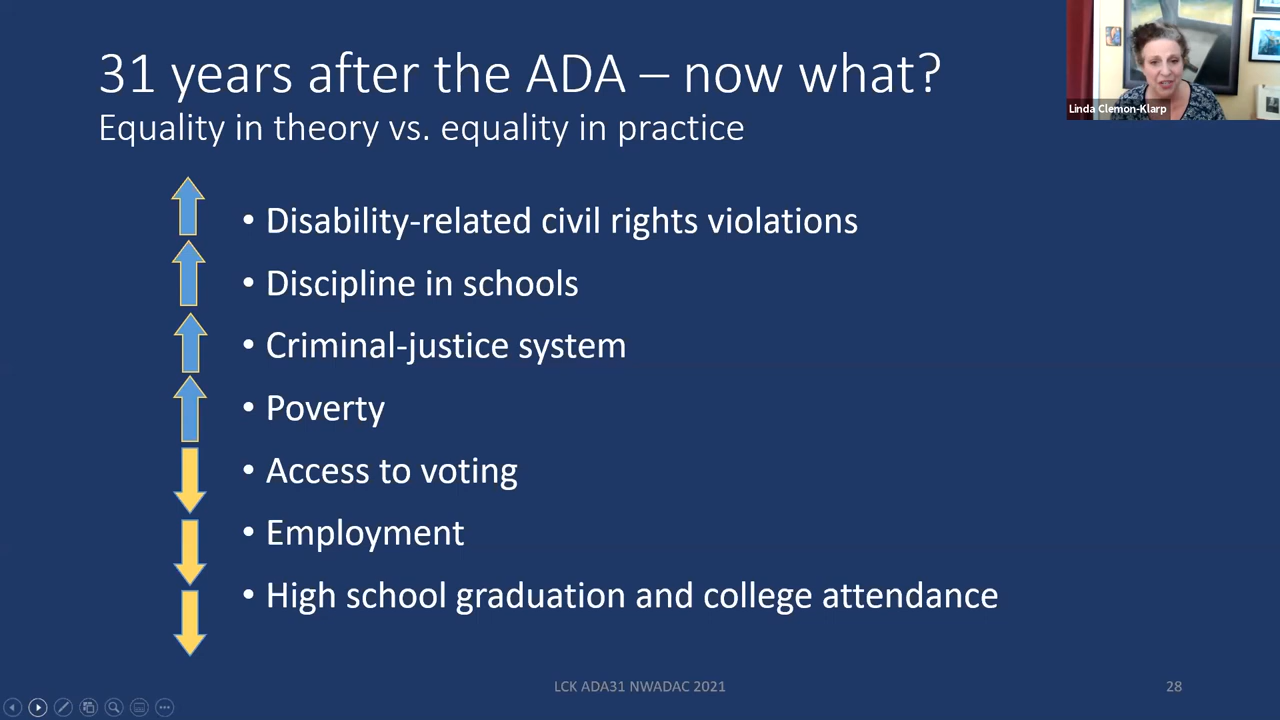 31 years after the ADA – now what?
Equality in theory vs. equality in practice
• Disability-related civil rights violations
• Discipline in schools
• Criminal-justice system
• Poverty
• Access to voting
• Employment
• High school graduation and college attendance
LCK ADA31 NWADAC 2021
28
Linda Clemon-Klarp